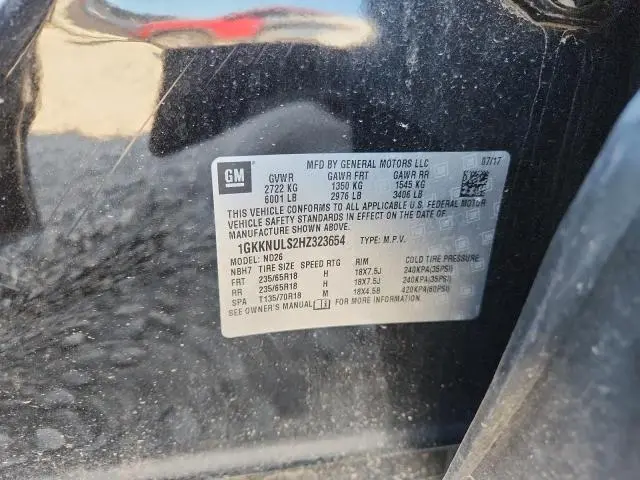 GM
MFD BY GENERAL MOTORS LLC
07/17
GVWR GAWR FRT GAWR RR
2722 KG 1350 KG 1545 KG
6001 LB 2976 LB 3406 LB
THIS VEHICLE CONFORMS TO ALL APPLICABLE U.S. FEDERAL MOTOR
VEHICLE SAFETY STANDARDS IN EFFECT ON THE DATE OF
MANUFACTURE SHOWN ABOVE.
1GKKNULS2HZ323654 TYPE: M.P.V.
MODEL: ND26
NBH7 TIRE SIZE SPEED RTG RIM COLD TIRE PRESSURE
FRT 235/65R18 H 18X7.5J 240KPA(35PSI)
RR 235/65R18 H 18X7.5J 240KPA(35PSI)
SPA T135/70R18 M 18X4.5B 420KPA(60PSI)
SEE OWNER'S MANUAL FOR MORE INFORMATION.